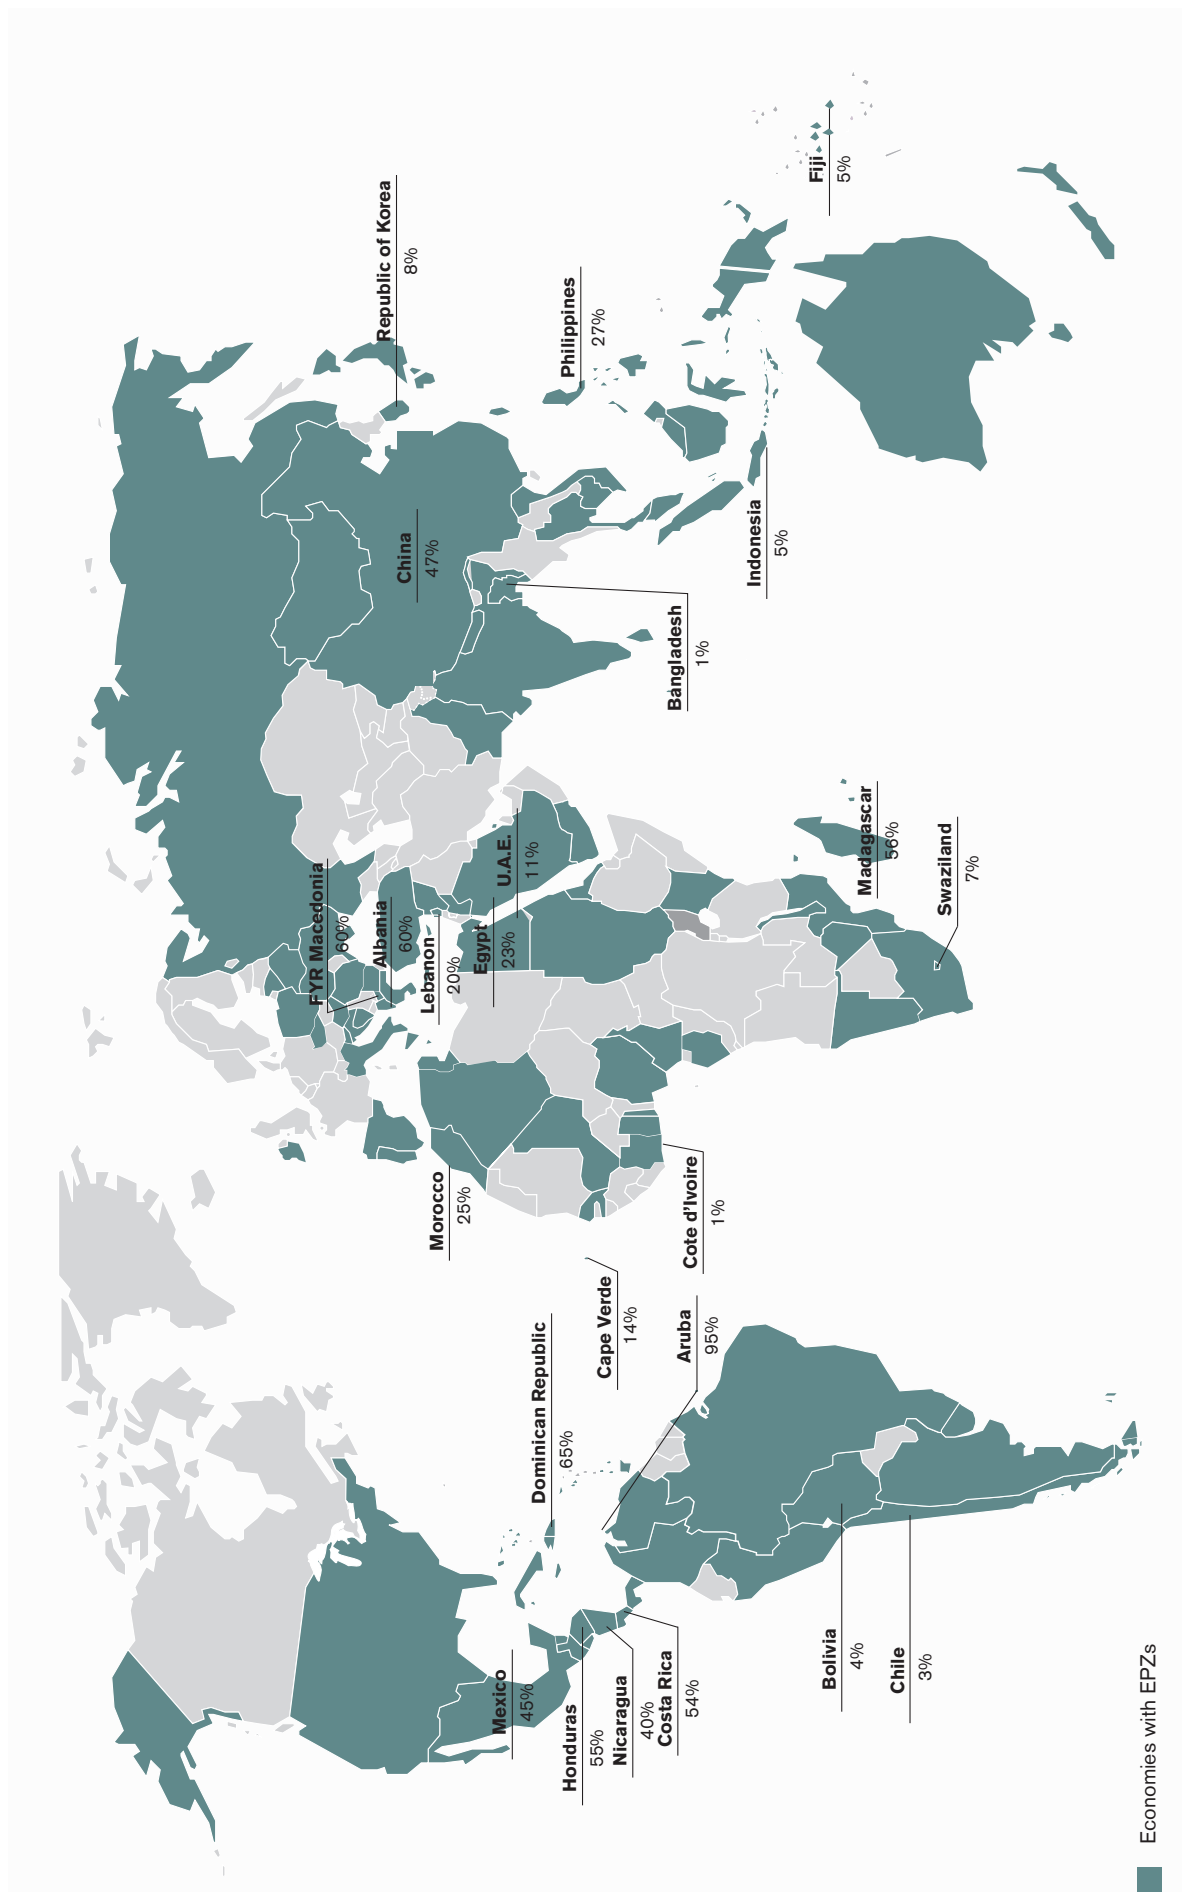 Mexico
45%
Honduras
55%
Nicaragua
40%
Costa Rica
54%
Dominican Republic
65%
Aruba
95%
Bolivia
4%
Chile
3%
Cape Verde
14%
Morocco
25%
Cote d'Ivoire
1%
FYR Macedonia
60%
Albania
60%
Lebanon
20%
Egypt
23%
U.A.E.
11%
Madagascar
56%
Swaziland
7%
China
47%
Bangladesh
1%
Republic of Korea
8%
Philippines
27%
Indonesia
5%
Fiji
5%
Economies with EPZs